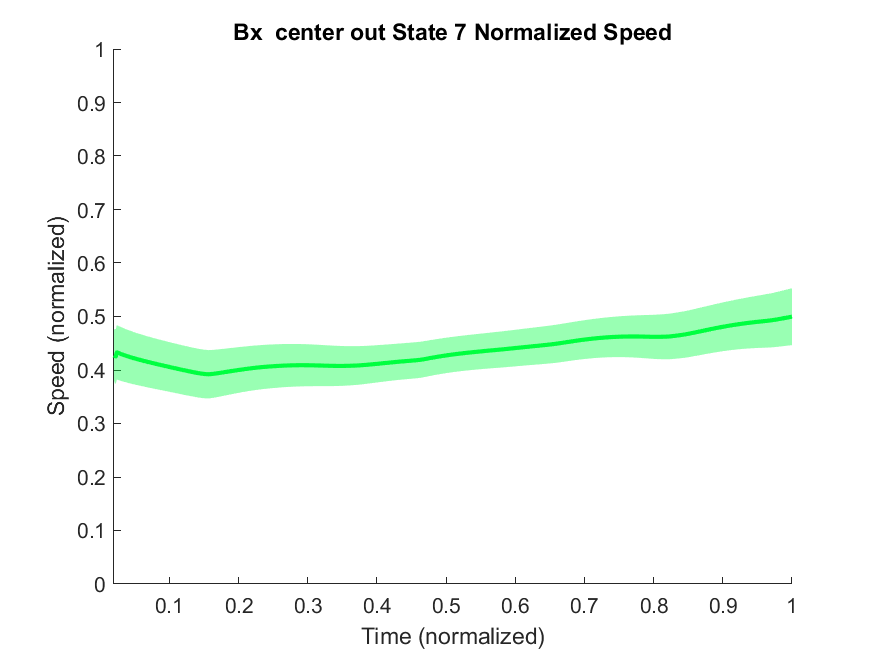 Bx  center out State 7 Normalized Speed
1
0.9
0.8
0.7
0.6
0.5
0.4
0.3
0.2
0.1
0
Speed (normalized)
0.1 0.2 0.3 0.4 0.5 0.6 0.7 0.8 0.9 1
Time (normalized)